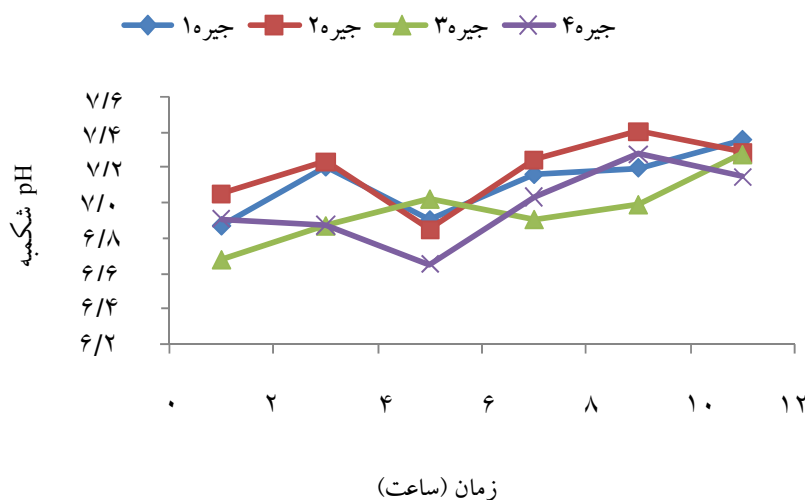 جیره۱ جیره۲ جیره۳ جیره۴
۷/۶
۷/۴
۷/۲
۷/۰
۶/۸
۶/۶
۶/۴
۶/۲
pH شکمبه
۰ ۲ ۴ ۶ ۸ ۱۰ ۱۲
زمان (ساعت)